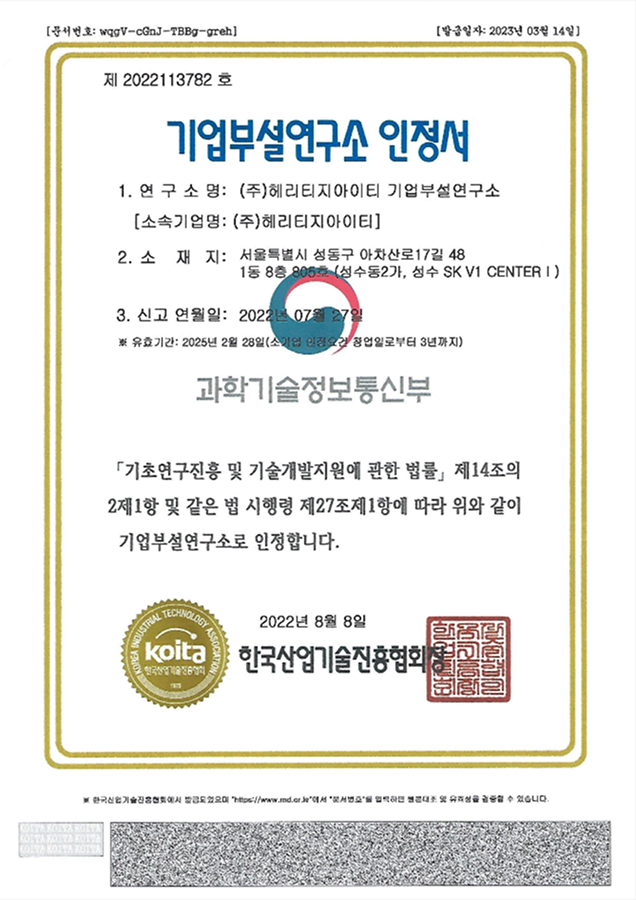 [문서번호: wqgV-cGnJ-TBBg-greh] [발급일자: 2023년 03월 14일]
제 2022113782 호
기업부설연구소 인정서
1. 연 구 소 명: (주)헤리티지아이티 기업부설연구소
[소속기업명: (주)헤리티지아이티]
2. 소 재 지: 서울특별시 성동구 아차산로17길 48
1동 8층 805호 (성수동2가, 성수 SK V1 CENTER I )
3. 신고 연월일: 2022년 07월 27일
※ 유효기간: 2025년 2월 28일(소기업 인정요건 창업일로부터 3년까지)
과학기술정보통신부
「기초연구진흥 및 기술개발지원에 관한 법률」 제14조의
2제1항 및 같은 법 시행령 제27조제1항에 따라 위와 같이
기업부설연구소로 인정합니다.
2022년 8월 8일
KOREA INDUSTRIAL TECHNOLOGY ASSOCIATION
koita
한국산업기술진흥협회
한국산업기술진흥협회장
※ 한국산업기술진흥협회에서 발급되었으며 "https://www.rnd.or.kr"에서 "문서번호"를 입력하면 원본대조 및 유효성을 검증할 수 있습니다.
KOITA KOITA KOITA
KOITA KOITA KOITA